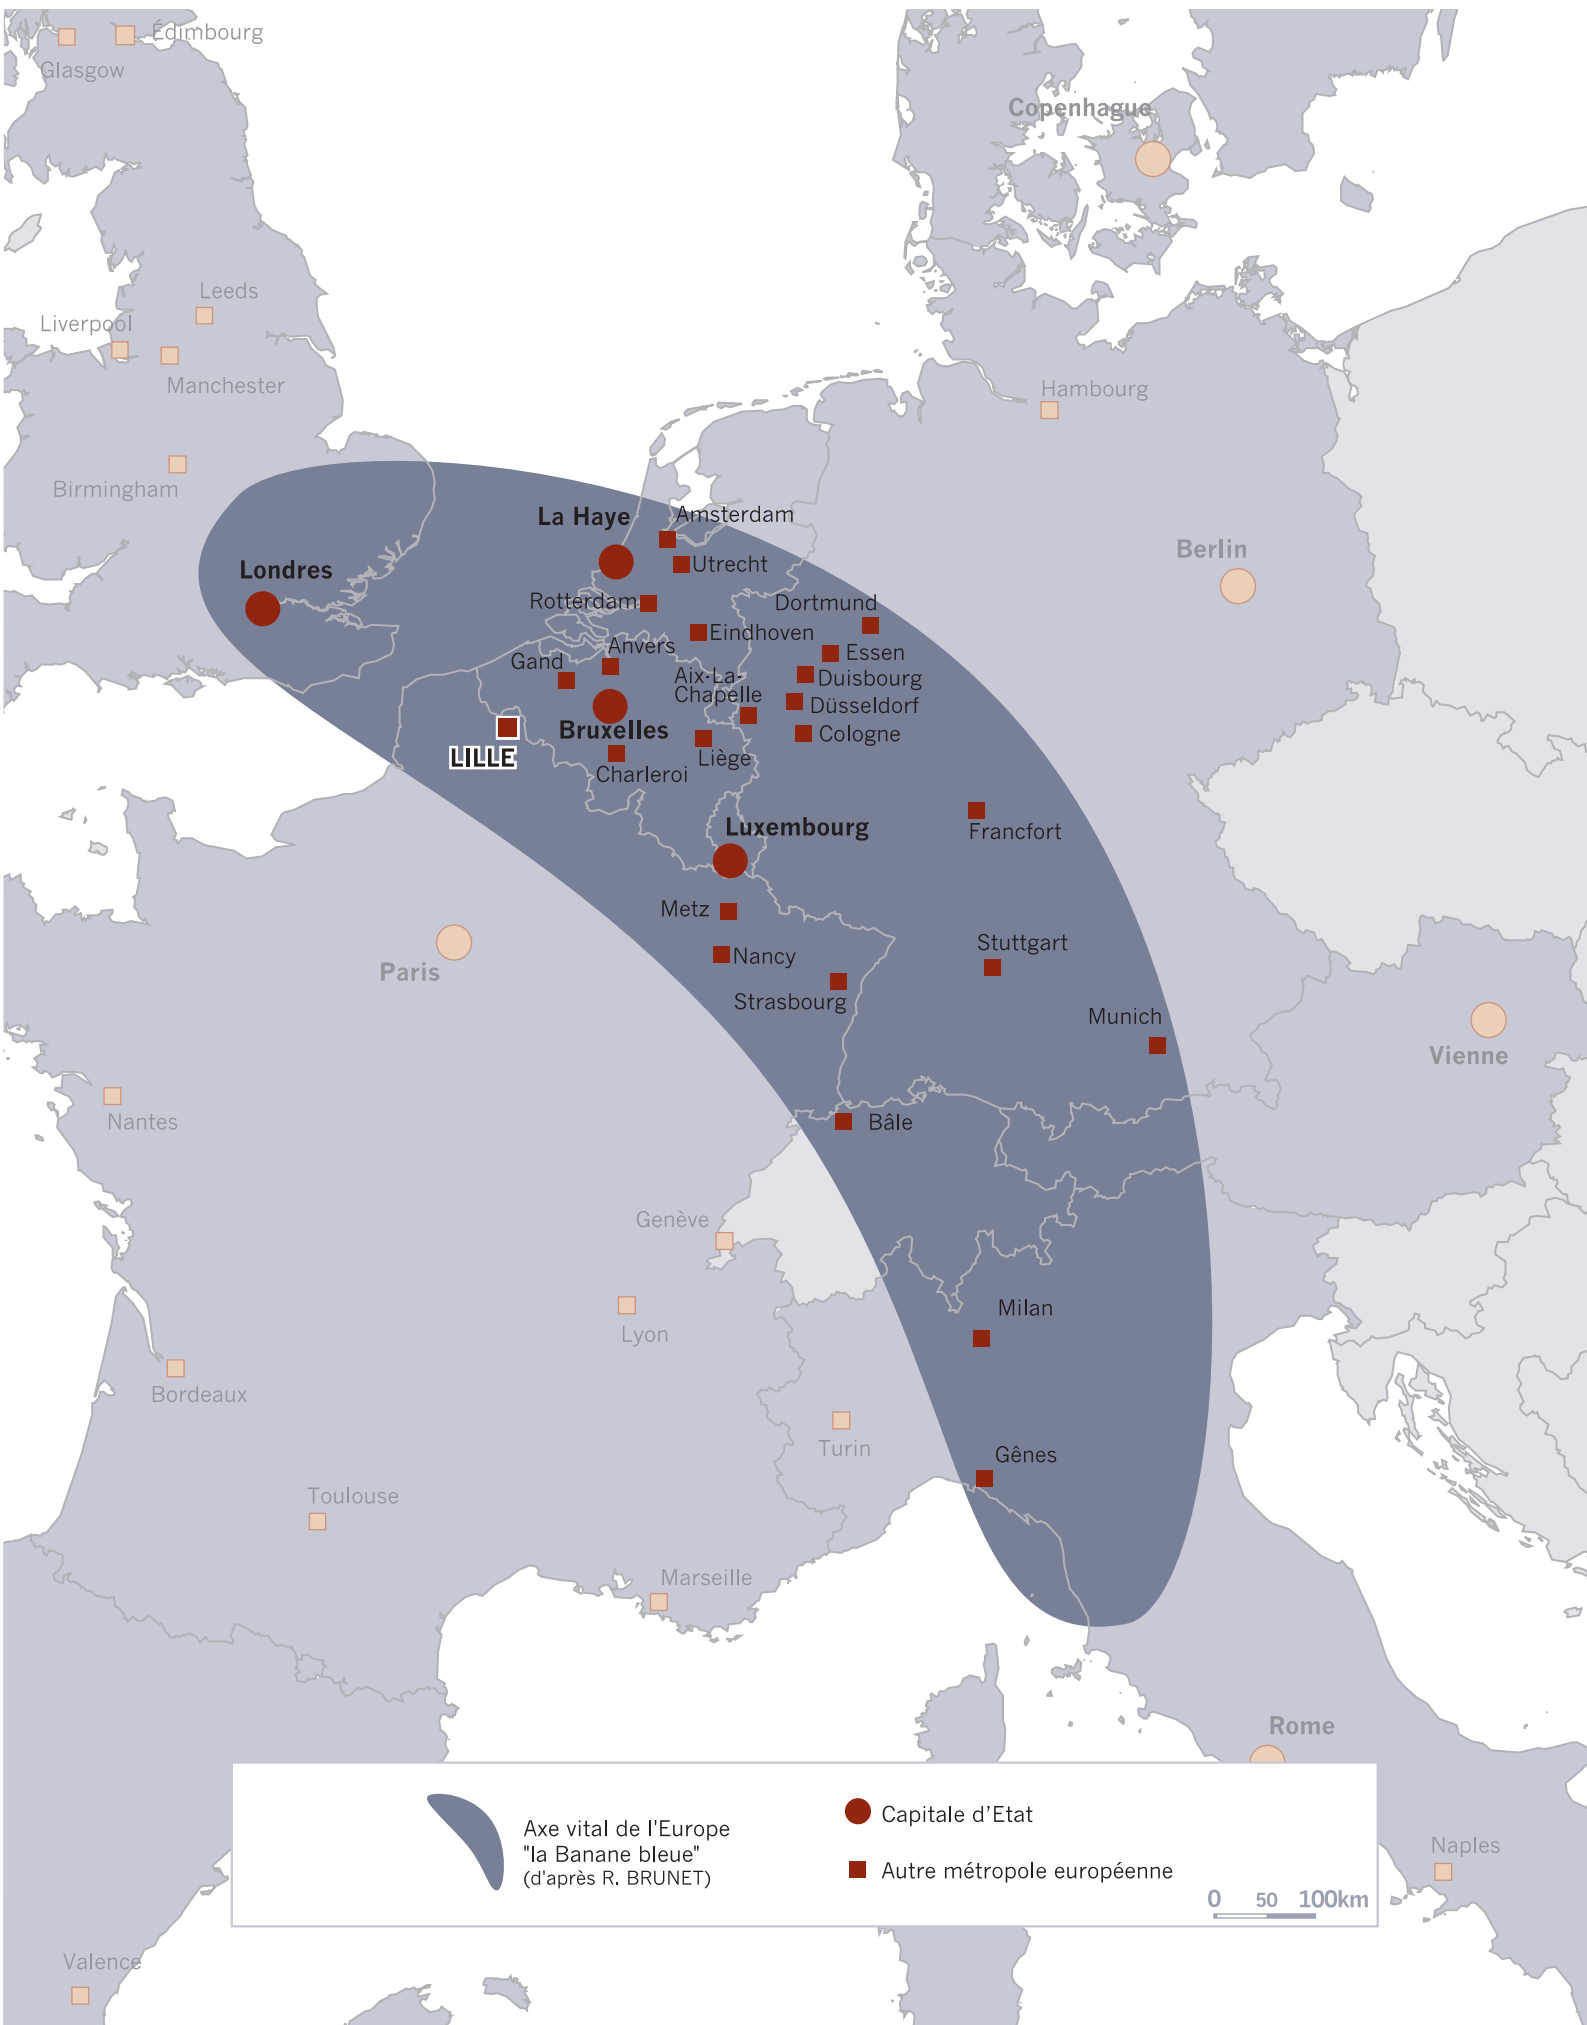 Édimbourg
Glasgow
Copenhague
Leeds
Liverpool
Manchester
Hambourg
Birmingham
La Haye
Amsterdam
Berlin
Londres
Utrecht
Rotterdam
Dortmund
Eindhoven
Anvers
Essen
Gand
Aix-La-
Chapelle
Duisbourg
Düsseldorf
Bruxelles
Cologne
LILLE
Liège
Charleroi
Luxembourg
Francfort
Metz
Stuttgart
Nancy
Paris
Strasbourg
Munich
Vienne
Nantes
Bâle
Genève
Milan
Lyon
Bordeaux
Turin
Gênes
Toulouse
Marseille
Rome
Axe vital de l'Europe
"la Banane bleue"
(d'après R. BRUNET)
Capitale d'Etat
Autre métropole européenne
0 50 100km
Naples
Valence